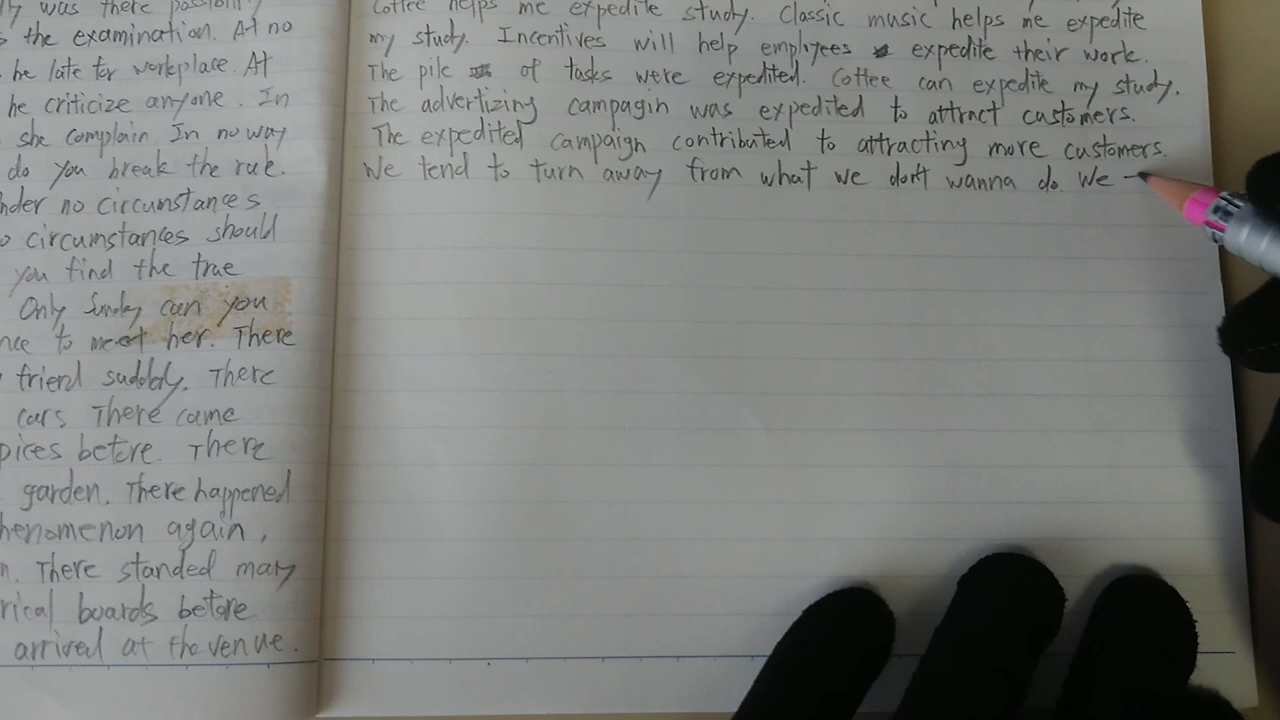 was there passion
the examination. At no
he late for workplace. At
he criticize anyone. In
she complain. In no way
do you break the rule.
nder no circumstances
circumstances should
you find the true
Only Sunday can you
nce to meet her. There
friend suddely. There
cars There came
pices before. There
garden. There happened
henomenon again,
n. There standed many
rical boards before
arrived at the venue.
Coffee helps me expedite study. Classic music helps me expedite
my study. Incentives will help employees expedite their work.
The pile of tasks were expedited. Coffee can expedite my study.
The advertizing campagin was expedited to attract customers.
The expedited campaign contributed to attracting more customers.
We tend to turn away from what we don't wanna do. We